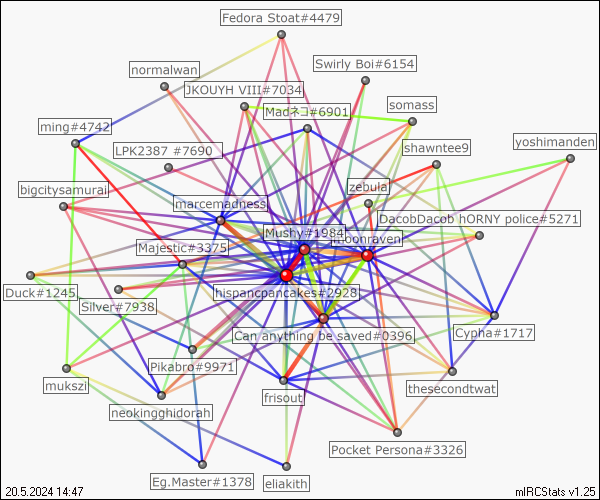 Fedora Stoat#4479
Swirly Boi#6154
normalwan
JKOUYH VIII#7034
Madネコ#6901
somass
ming#4742
shawntee9
yoshimanden
LPK2387 #7690
bigcitysamurai
zebulaj
marcemadness
DacobDacob hORNY police#5271
Mushy#1984
moonraven
Majestic#3375
Duck#1245
hispancpancakes#2928
Silver#7938
Can anything be saved#0396
Cypha#1717
Pikabro#9971
mukszi
thesecondtwat
frisout
neokingghidorah
Pocket Persona#3326
Eg.Master#1378
eliakith
20.5.2024 14:47
mIRCStats v1.25